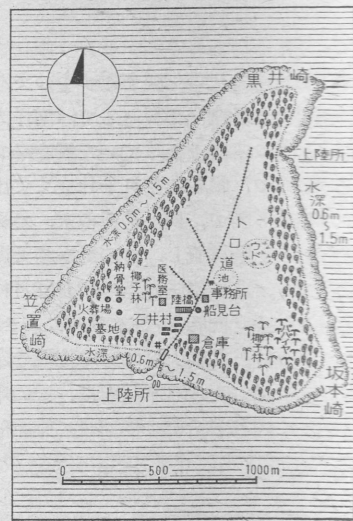 黒井崎
上陸所
水深0.6m~1.5m
水深0.6m~1.5m
トロ道
池
事務所
医務室
椰子林
納骨堂
陸橋
船見台
火葬場
石井村
墓地
倉庫
笠置崎
水深0.6m~1.5m
上陸所
椰子林
坂本崎
0 500 1000m